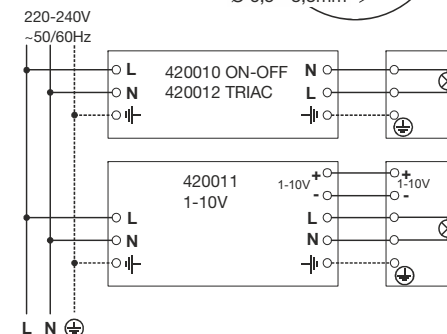 220-240V
~50/60Hz
L 420010 ON-OFF N
N 420012 TRIAC L
420011
1-10V
1-10V + + 1-10V
- -
L L
N N
L N